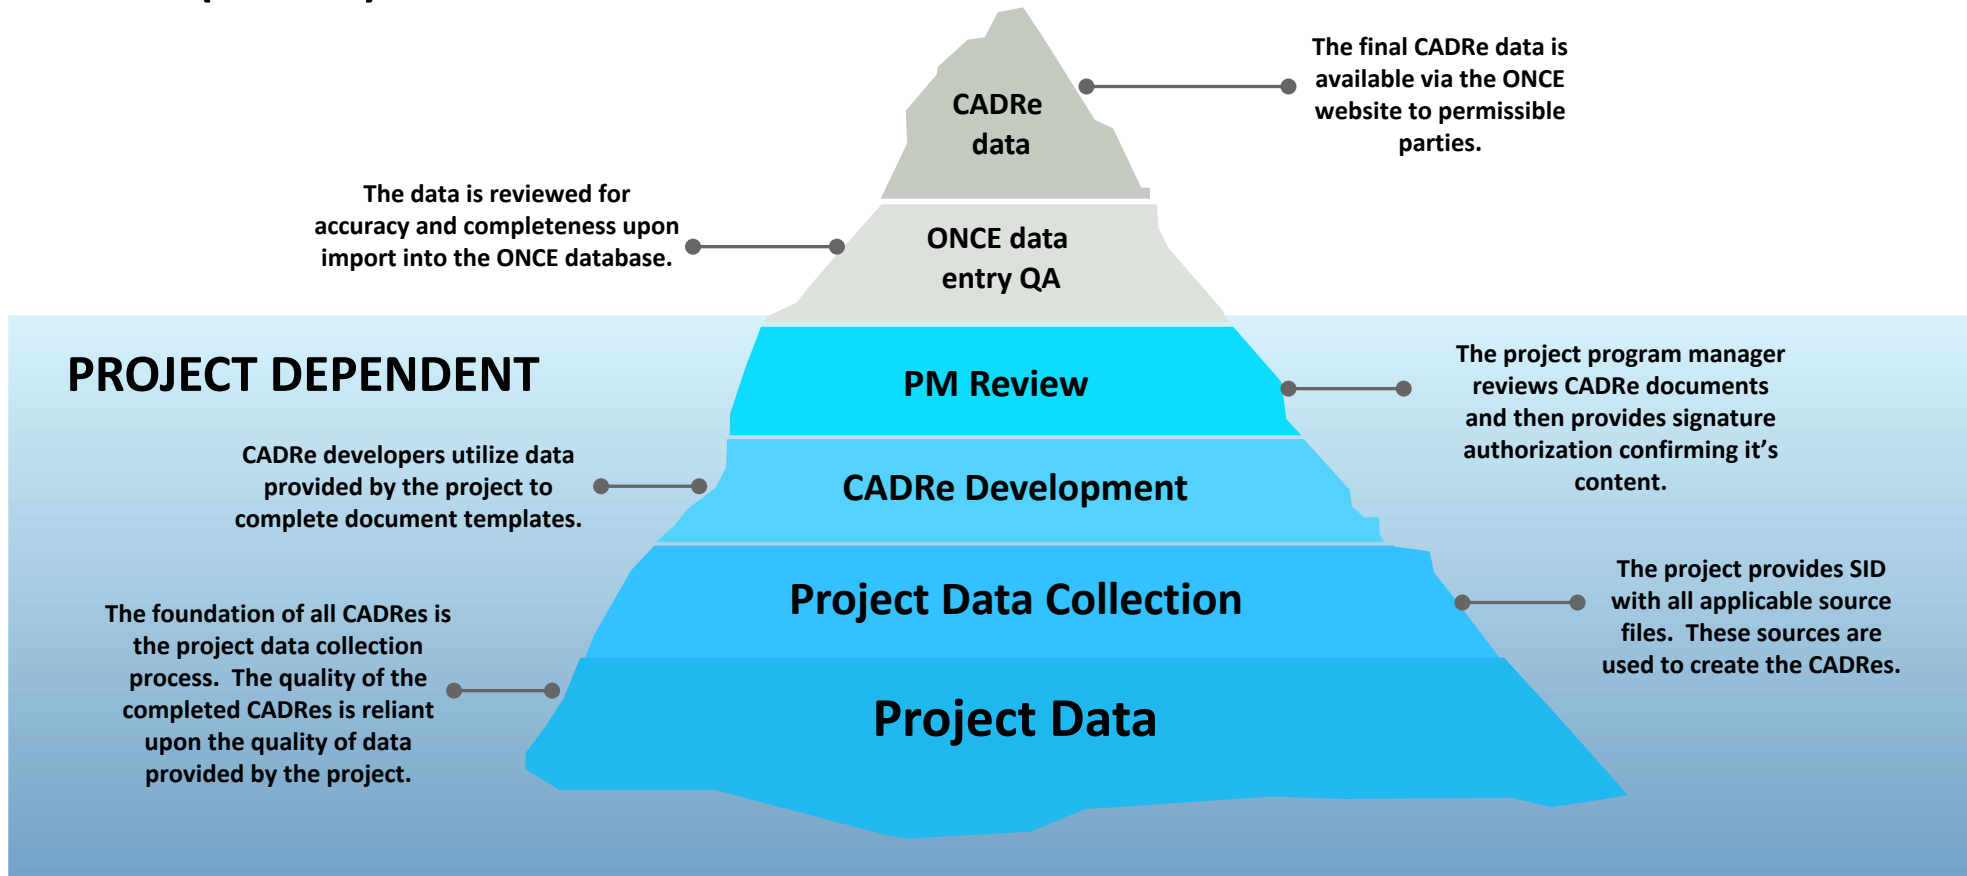 The final CADRe data is
available via the ONCE
website to permissible
parties.
CADRe
data
The data is reviewed for
accuracy and completeness upon
import into the ONCE database.
ONCE data
entry QA
PROJECT DEPENDENT
PM Review
The project program manager
reviews CADRe documents
and then provides signature
authorization confirming it’s
content.
CADRe developers utilize data
provided by the project to
complete document templates.
CADRe Development
Project Data Collection
The project provides SID
with all applicable source
files.  These sources are
used to create the CADRes.
The foundation of all CADRes is
the project data collection
process.  The quality of the
completed CADRes is reliant
upon the quality of data
provided by the project.
Project Data